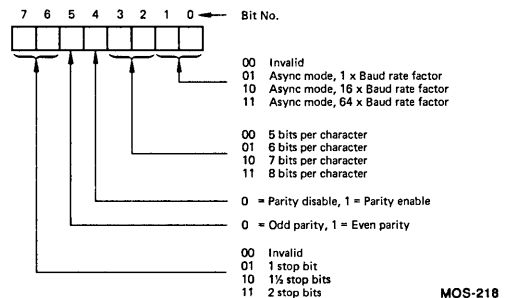 7 6 5 4 3 2 1 0 Bit No.
00 Invalid
01 Async mode, 1 x Baud rate factor
10 Async mode, 16 x Baud rate factor
11 Async mode, 64 x Baud rate factor
00 5 bits per character
01 6 bits per character
10 7 bits per character
11 8 bits per character
0 = Parity disable, 1 = Parity enable
0 = Odd parity, 1 = Even parity
00 Invalid
01 1 stop bit
10 1½ stop bits
11 2 stop bits
MOS-218